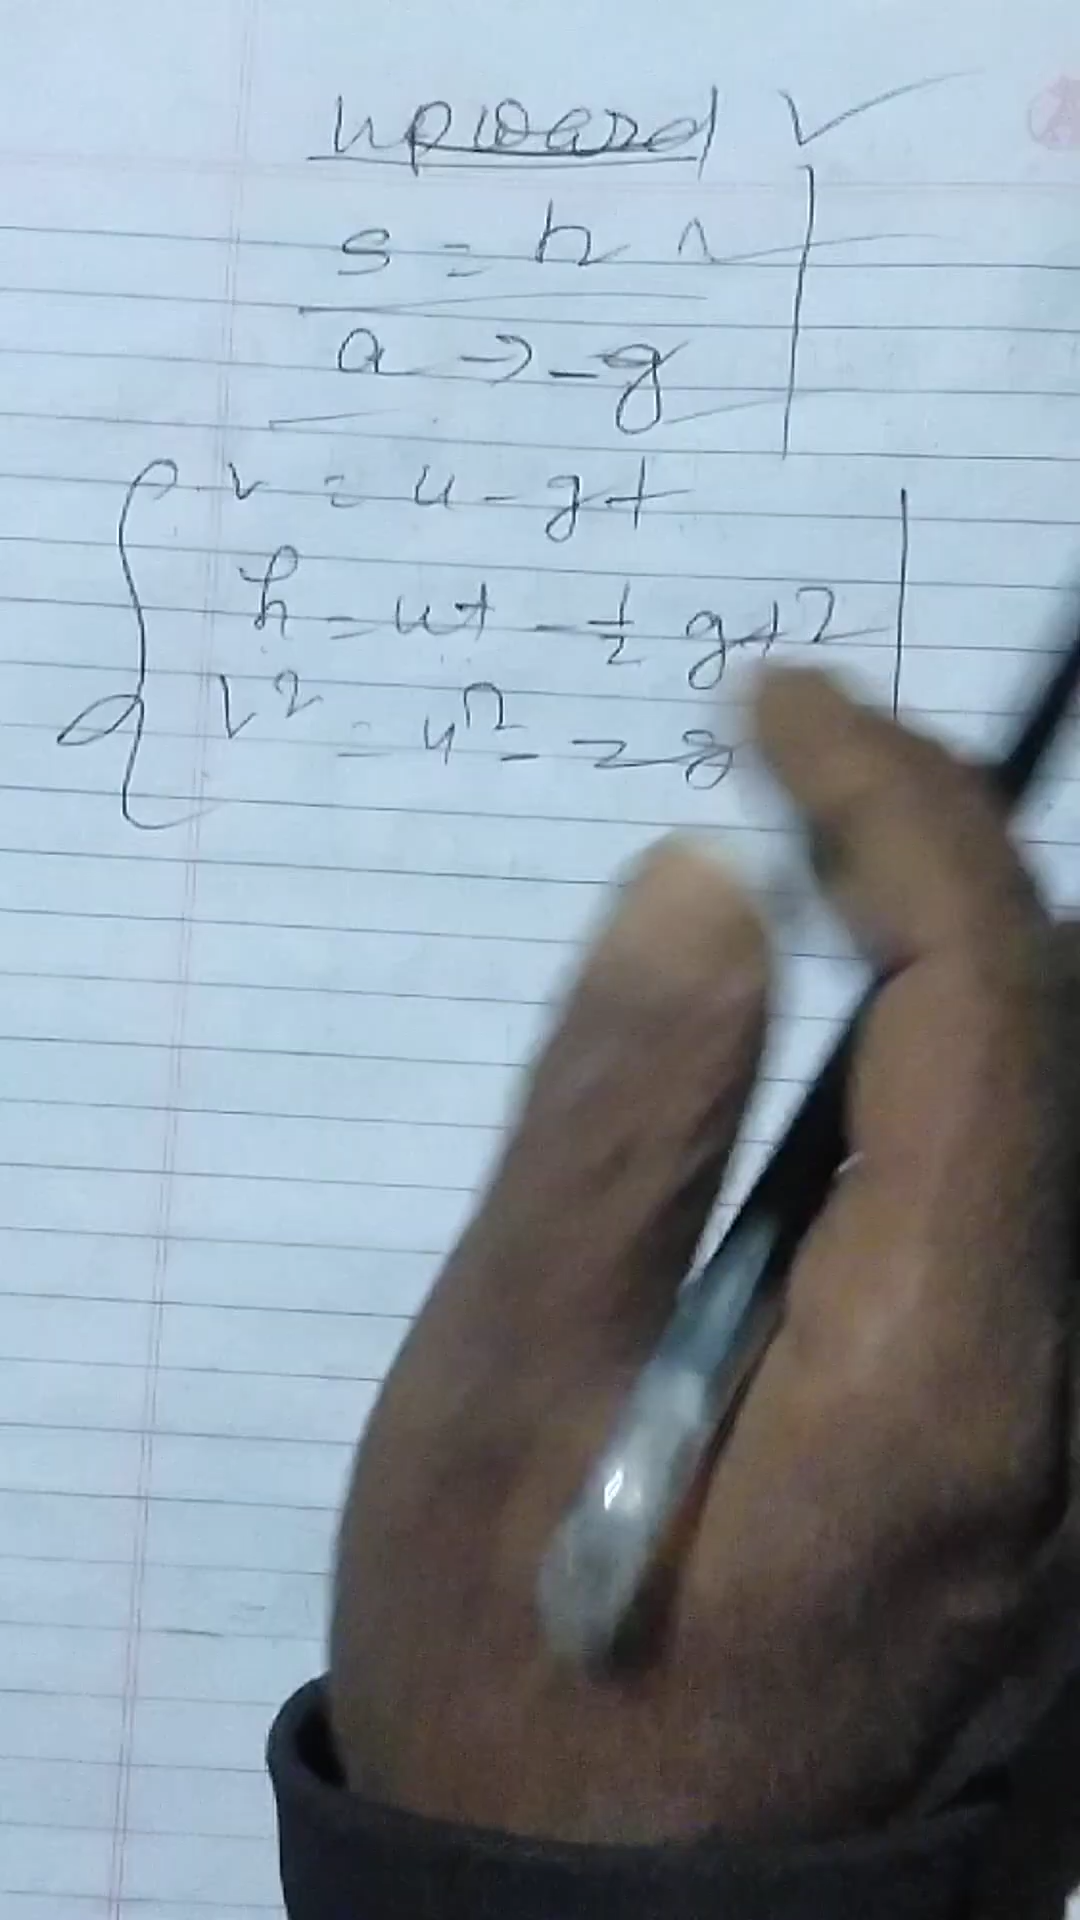 upward ✓
s = h
a → -g
v = u - gt
h = ut - 1/2 gt2
v² = u² - 2g